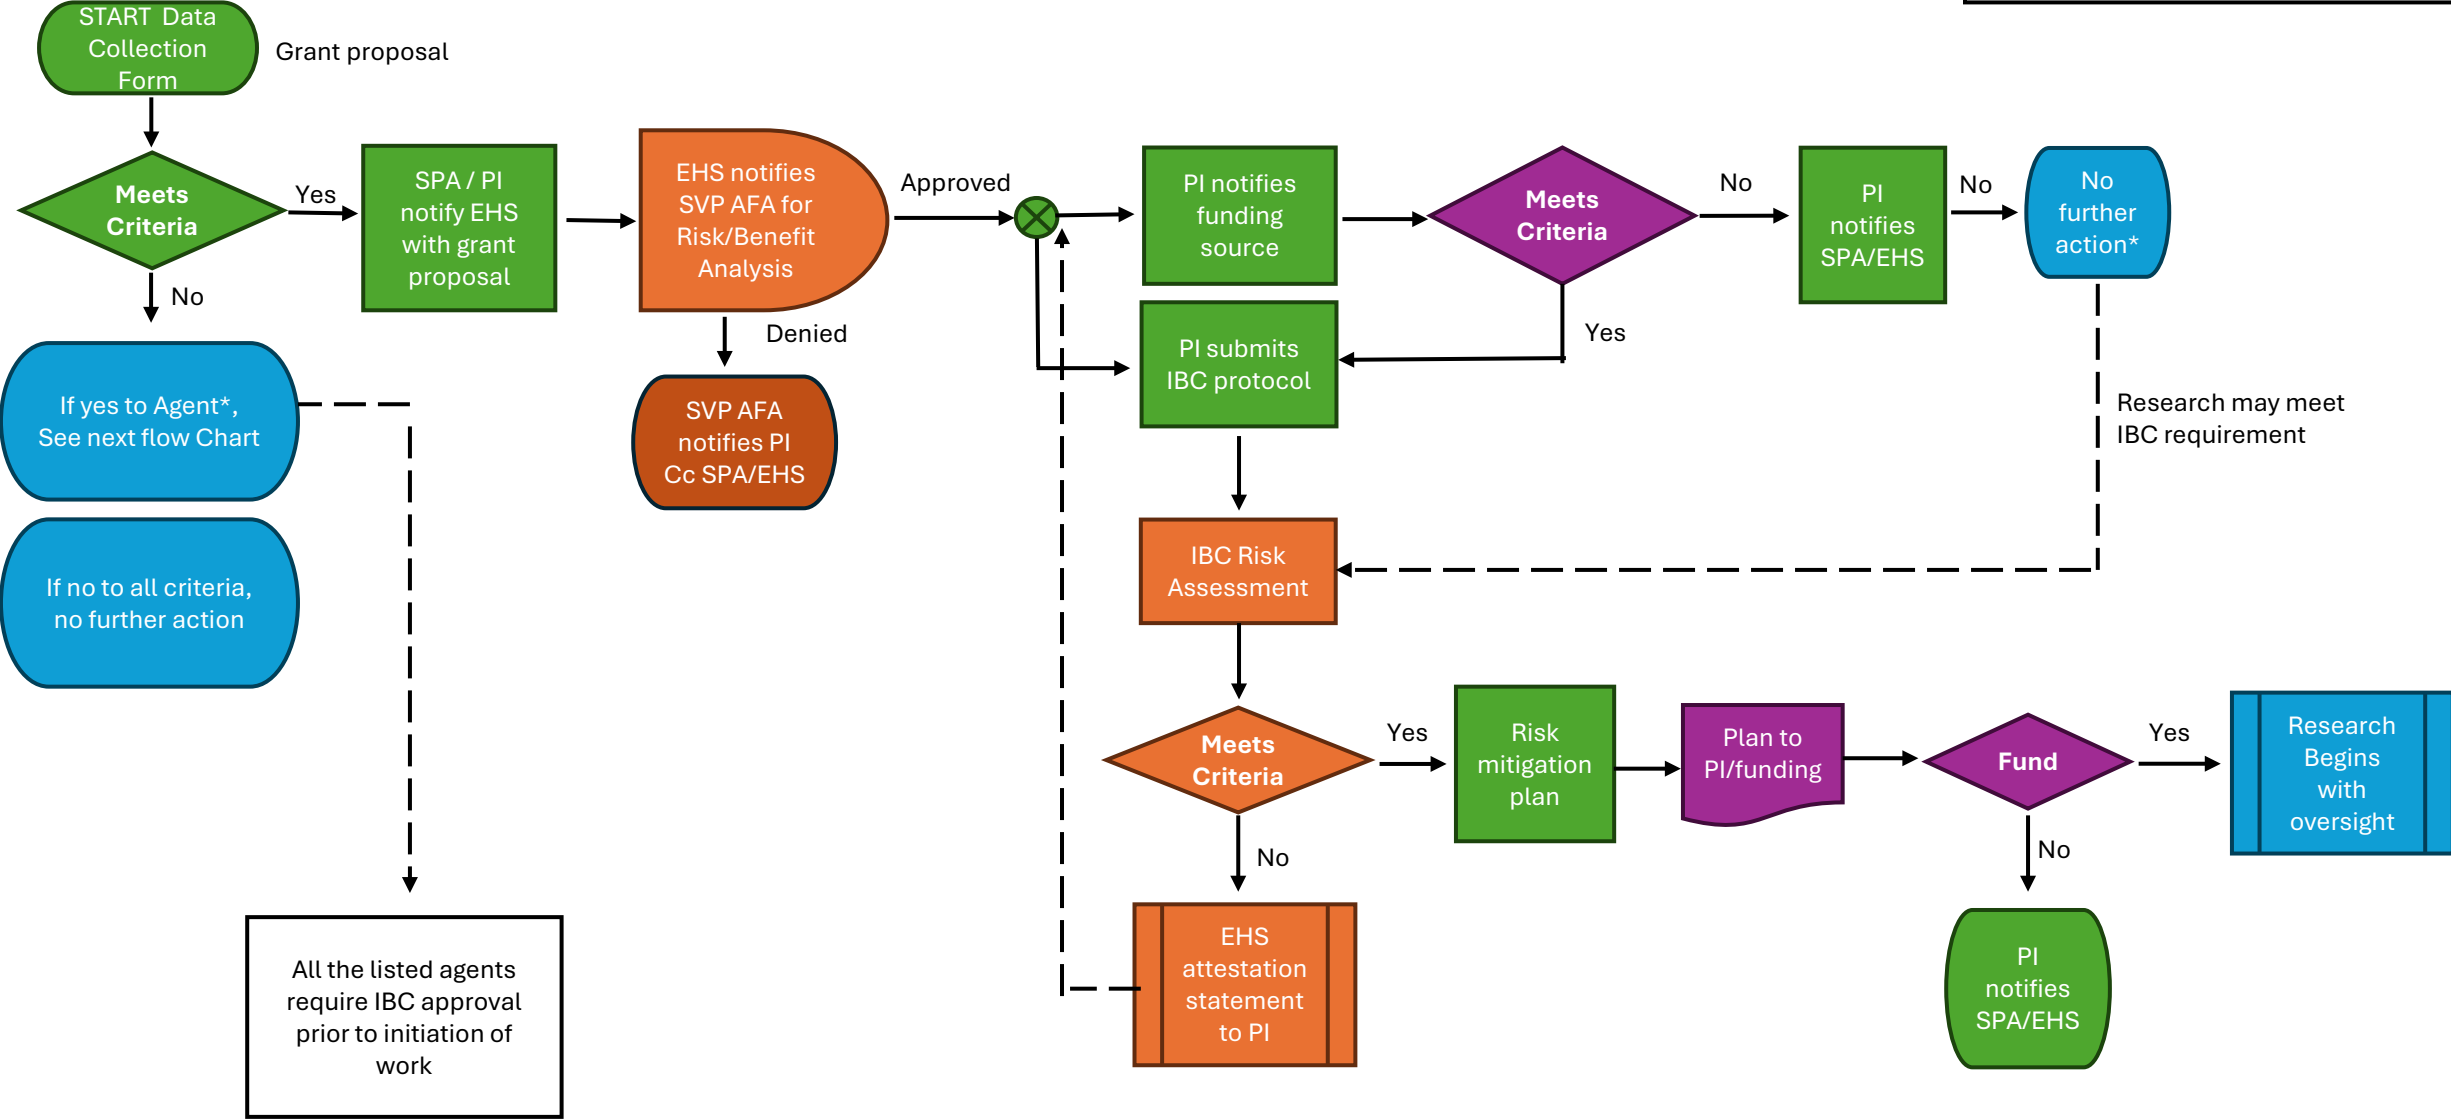 START Data
Collection
Form
Grant proposal
Meets
Criteria
Yes
SPA / PI
notify EHS
with grant
proposal
EHS notifies
SVP AFA for
Risk/Benefit
Analysis
Approved
PI notifies
funding
source
Meets
Criteria
No
PI
notifies
SPA/EHS
No
No
further
action*
No
Denied
Yes
PI submits
IBC protocol
If yes to Agent*,
See next flow Chart
SVP AFA
notifies PI
Cc SPA/EHS
Research may meet
IBC requirement
If no to all criteria,
no further action
IBC Risk
Assessment
Meets
Criteria
Yes
Risk
mitigation
plan
Plan to
PI/funding
Fund
Yes
Research
Begins
with
oversight
No
No
EHS
attestation
statement
to PI
PI
notifies
SPA/EHS
All the listed agents
require IBC approval
prior to initiation of
work